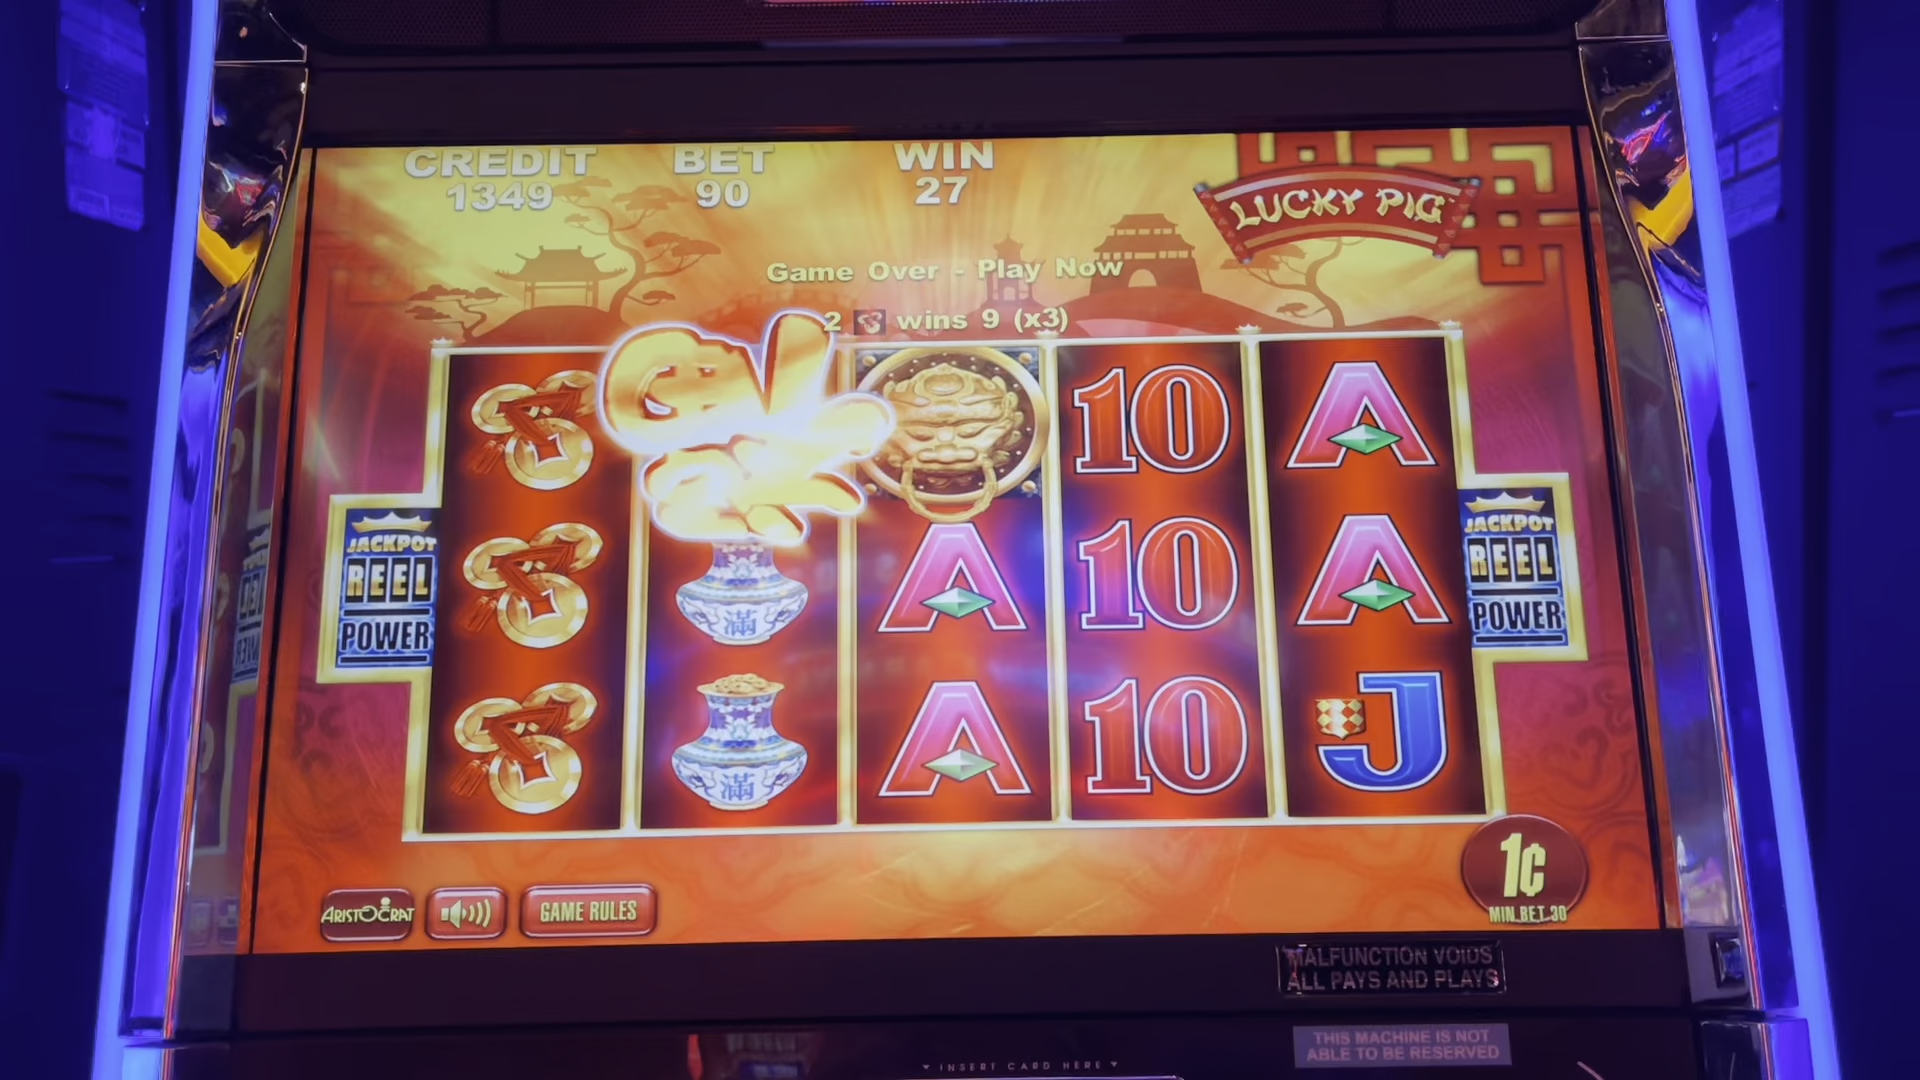 CREDIT BET WIN
1349 90 27
LUCKY PIG
Game Over - Play Now
2 wins 9 (x3)
10 A
JACKPOT
REEL
POWER
A 10 A
JACKPOT
REEL
POWER
滿
A 10 J
滿
1¢
MIN.BET.30
ARISTOCRAT
GAME RULES
MALFUNCTION VOIDS
ALL PAYS AND PLAYS
THIS MACHINE IS NOT
ABLE TO BE RESERVED
INSERT CARD HERE